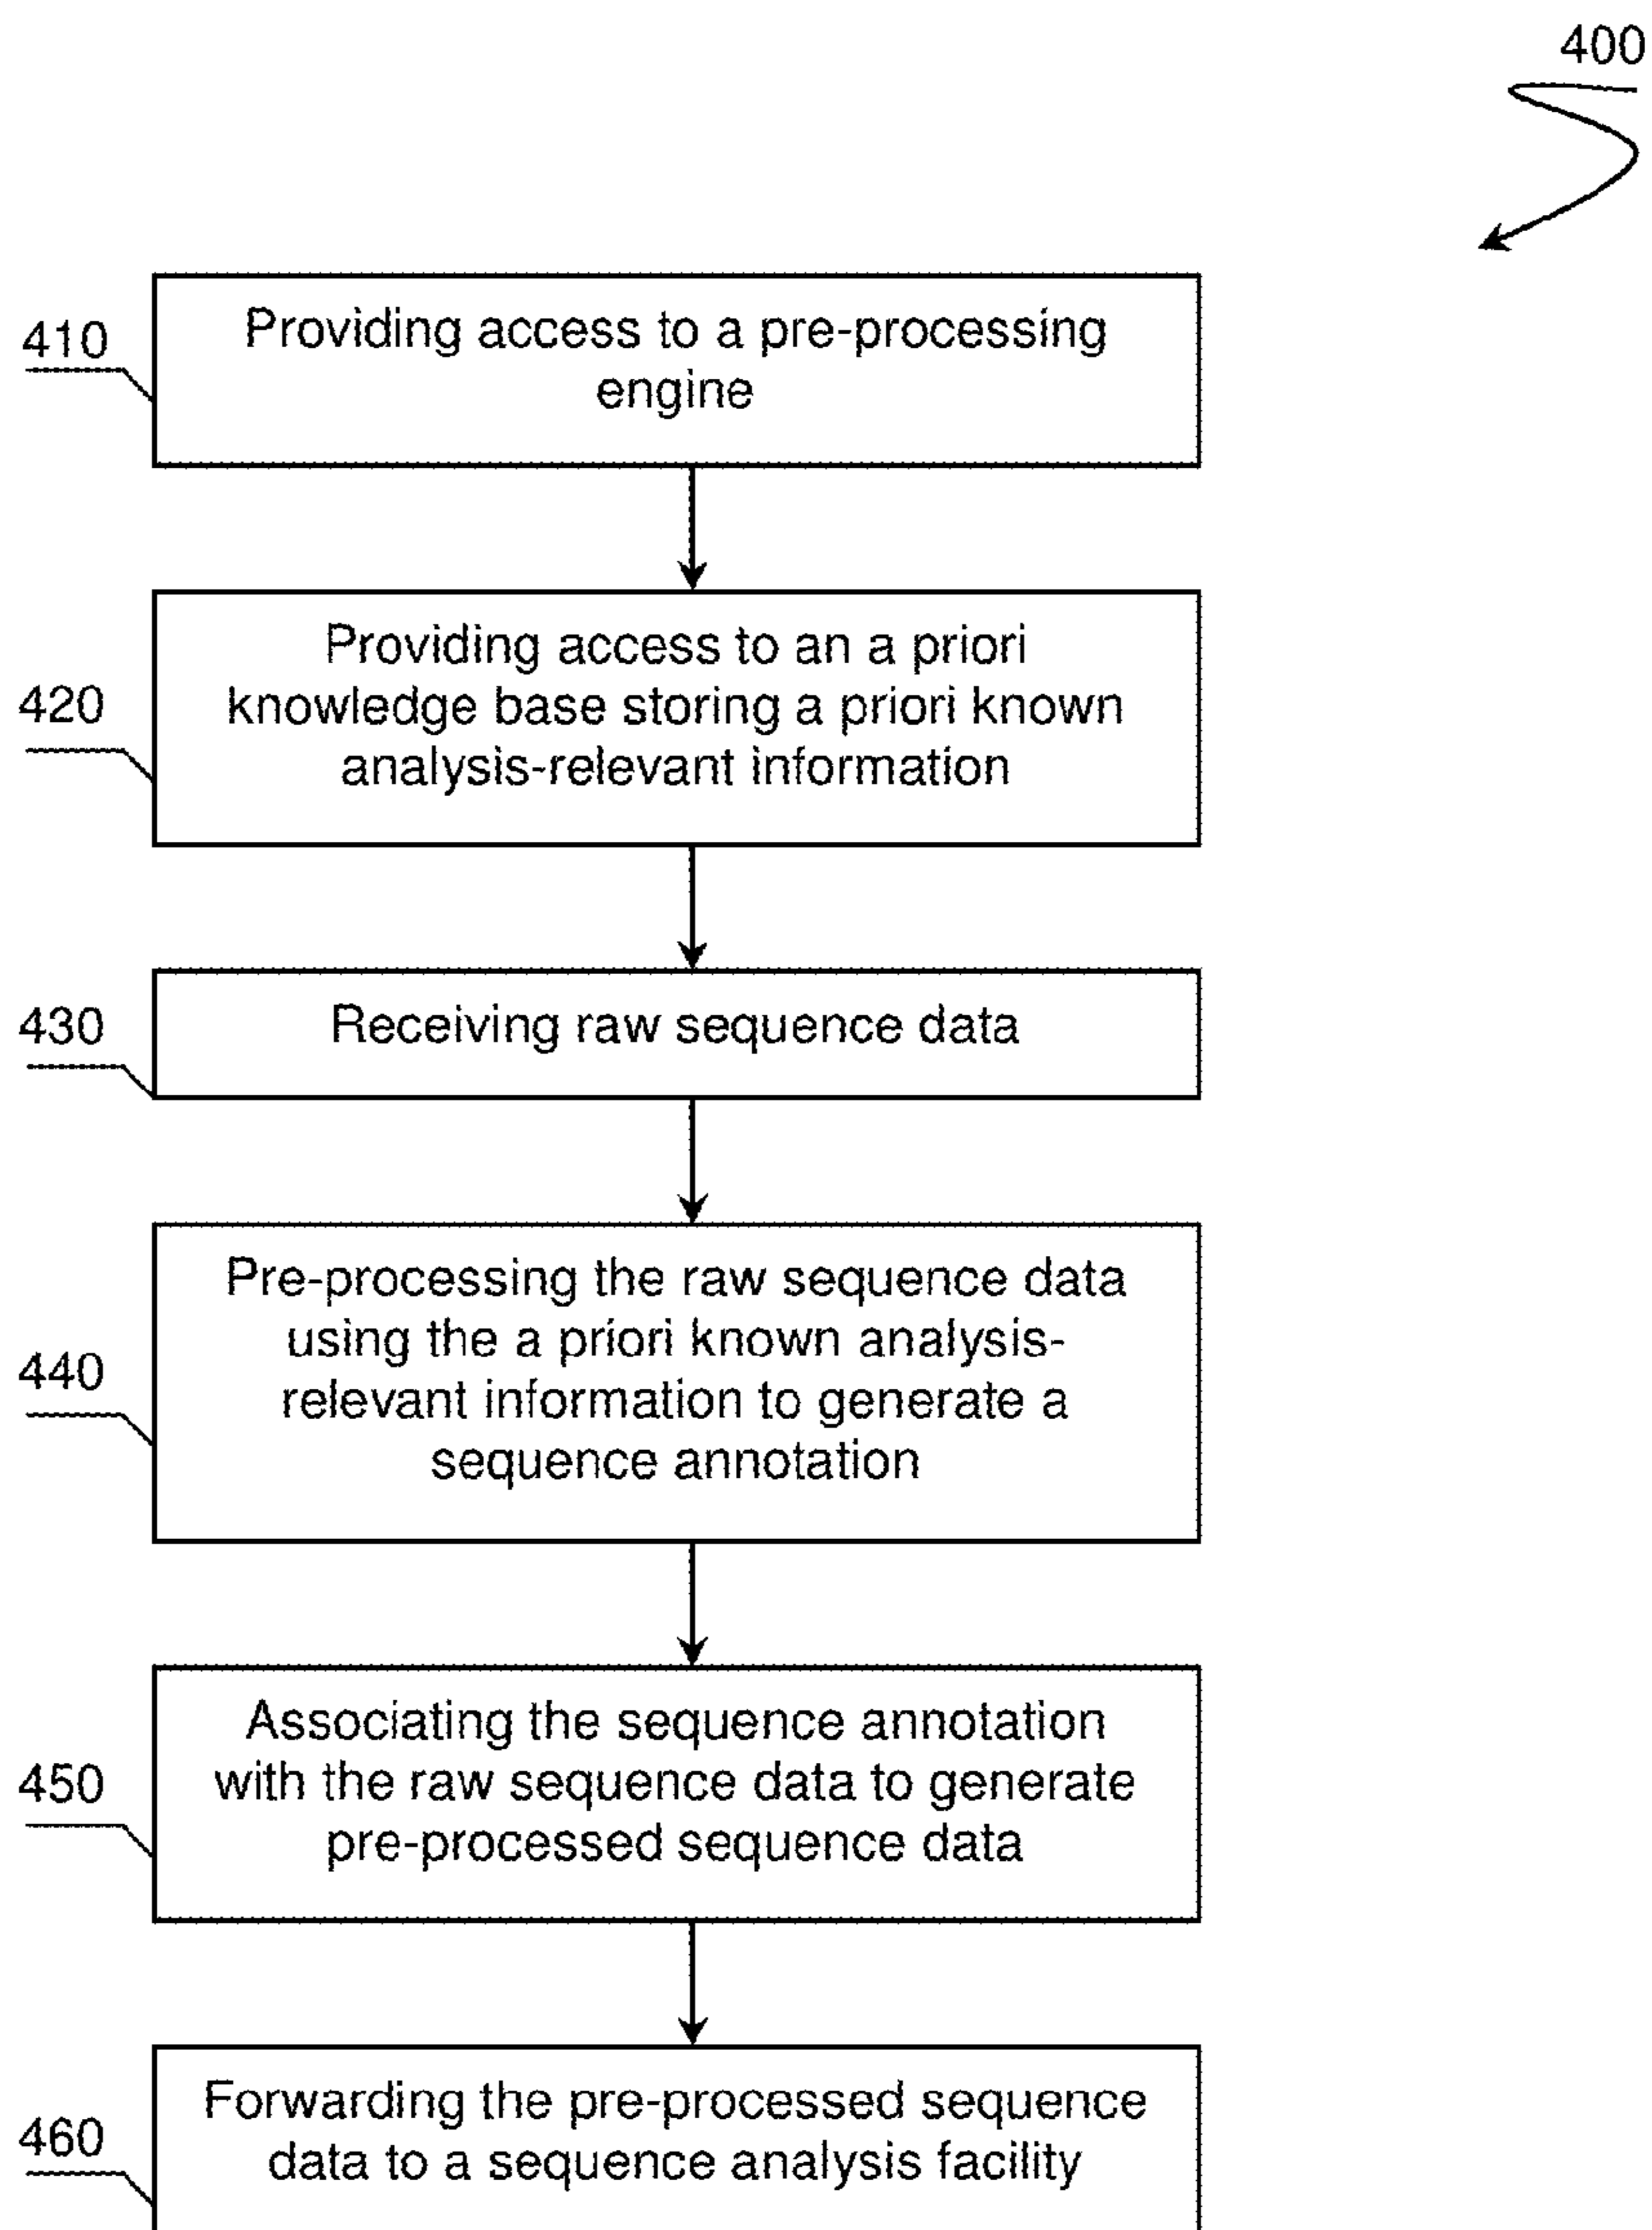 400
410
Providing access to a pre-processing
engine
420
Providing access to an a priori
knowledge base storing a priori known
analysis-relevant information
430
Receiving raw sequence data
440
Pre-processing the raw sequence data
using the a priori known analysis-
relevant information to generate a
sequence annotation
450
Associating the sequence annotation
with the raw sequence data to generate
pre-processed sequence data
460
Forwarding the pre-processed sequence
data to a sequence analysis facility